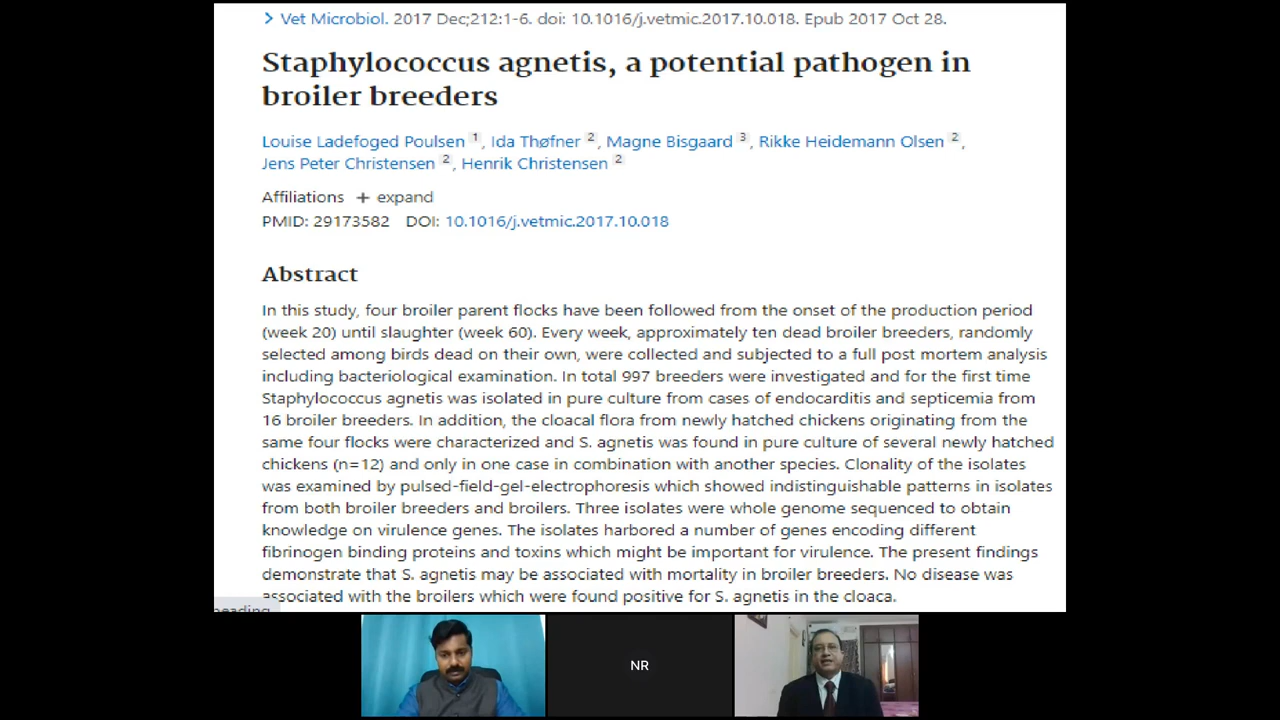 > Vet Microbiol. 2017 Dec;212:1-6. doi: 10.1016/j.vetmic.2017.10.018. Epub 2017 Oct 28.
Staphylococcus agnetis, a potential pathogen in
broiler breeders
Louise Ladefoged Poulsen 1, Ida Thøfner 2, Magne Bisgaard 3, Rikke Heidemann Olsen 2,
Jens Peter Christensen 2, Henrik Christensen 2
Affiliations + expand
PMID: 29173582 DOI: 10.1016/j.vetmic.2017.10.018
Abstract
In this study, four broiler parent flocks have been followed from the onset of the production period
(week 20) until slaughter (week 60). Every week, approximately ten dead broiler breeders, randomly
selected among birds dead on their own, were collected and subjected to a full post mortem analysis
including bacteriological examination. In total 997 breeders were investigated and for the first time
Staphylococcus agnetis was isolated in pure culture from cases of endocarditis and septicemia from
16 broiler breeders. In addition, the cloacal flora from newly hatched chickens originating from the
same four flocks were characterized and S. agnetis was found in pure culture of several newly hatched
chickens (n=12) and only in one case in combination with another species. Clonality of the isolates
was examined by pulsed-field-gel-electrophoresis which showed indistinguishable patterns in isolates
from both broiler breeders and broilers. Three isolates were whole genome sequenced to obtain
knowledge on virulence genes. The isolates harbored a number of genes encoding different
fibrinogen binding proteins and toxins which might be important for virulence. The present findings
demonstrate that S. agnetis may be associated with mortality in broiler breeders. No disease was
associated with the broilers which were found positive for S. agnetis in the cloaca.
NR